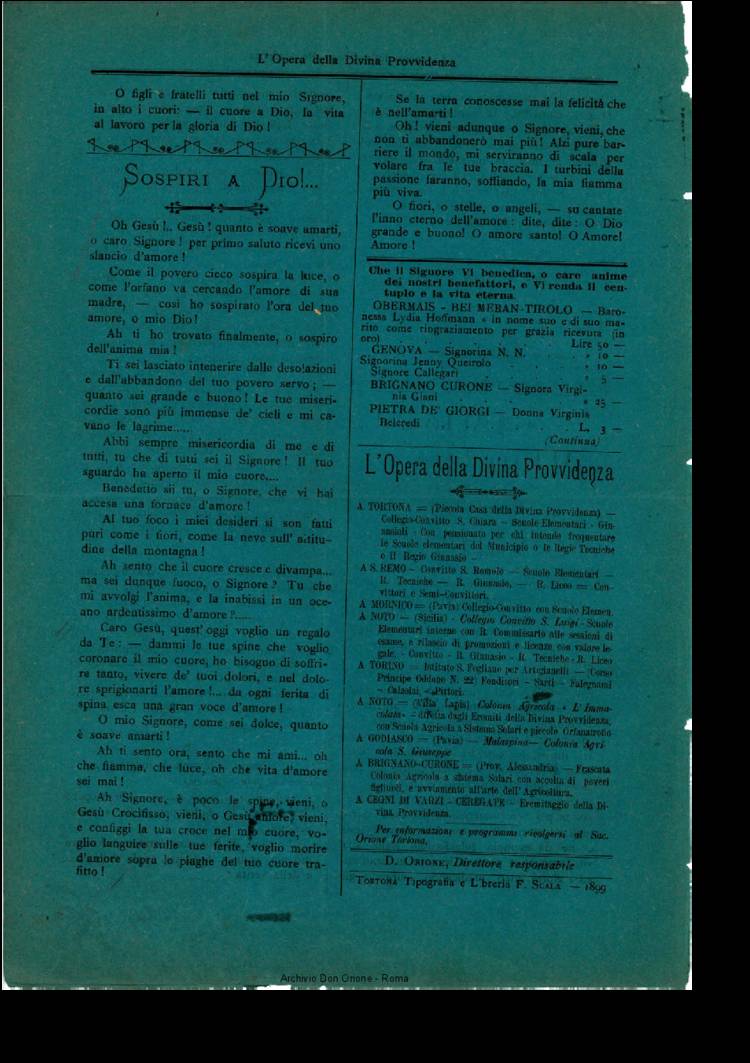 L'Opera della Divina Provvidenza
O figli e fratelli tutti nel mio Signore,
in alto i cuori: — il cuore a Dio, la vita
al lavoro per la gloria di Dio !
SOSPIRI A DIO!...
Oh Gesù !.. Gesù ! quanto è soave amarti,
o caro Signore ! per primo saluto ricevi uno
slancio d'amore !
Come il povero cieco sospira la luce, o
come l'orfano va cercando l'amore di sua
madre, — così ho sospirato l'ora del tuo
amore, o mio Dio !
Ah ti ho trovato finalmente, o sospiro
dell'anima mia !
Ti sei lasciato intenerire dalle desolazioni
e dall'abbandono del tuo povero servo ; —
quanto sei grande e buono ! Le tue miseri-
cordie sono più immense de' cieli e mi ca-
vano le lagrime.....
Abbi sempre misericordia di me e di
tutti, tu che di tutti sei il Signore ! Il tuo
sguardo ha aperto il mio cuore....
Benedetto sii tu, o Signore, che vi hai
accesa una fornace d'amore !
Al tuo foco i miei desideri si son fatti
puri come i fiori, come la neve sull' altitu-
dine della montagna !
Ah sento che il cuore cresce e divampa...
ma sei dunque fuoco, o Signore ? Tu che
mi avvolgi l'anima, e la inabissi in un oce-
ano ardentissimo d'amore ?.....
Caro Gesù, quest' oggi voglio un regalo
da Te : — dammi le tue spine che voglio
coronare il mio cuore, ho bisogno di soffri-
re tanto, vivere de' tuoi dolori, e nel dolo-
re sprigionarti l'amore !... da ogni ferita di
spina esca una gran voce d'amore !
O mio Signore, come sei dolce, quanto
è soave amarti !
Ah ti sento ora, sento che mi ami... oh
che fiamma, che luce, oh che vita d'amore
sei mai !
Ah Signore, è poco le spine, vieni, o
Gesù Crocifisso, vieni, o Gesù amore, vieni,
e configgi la tua croce nel mio cuore, vo-
glio languire sulle tue ferite, voglio morire
d'amore sopra le piaghe del tuo cuore tra-
fitto !
Se la terra conoscesse mai la felicità che
è nell'amarti !
Oh ! vieni adunque o Signore, vieni, che
non ti abbandonerò mai più ! Alzi pure bar-
riere il mondo, mi serviranno di scala per
volare fra le tue braccia. I turbini della
passione faranno, soffiando, la mia fiamma
più viva.
O fiori, o stelle, o angeli, — su cantate
l'inno eterno dell'amore : dite, dite : O Dio
grande e buono! O amore santo! O Amore!
Amore !
Che il Signore Vi benedica, o care anime
dei nostri benefattori, e Vi renda il cen-
tuplo e la vita eterna.
OBERMAIS - BEI MERAN-TIROLO — Baro-
nessa Lydia Hoffmann « in nome suo e di suo ma-
rito come ringraziamento per grazia ricevuta (in
oro) Lire 50 —
GENOVA — Signorina N. N. . . » 10 —
Signorina Jenny Queirolo . . . » 10 —
Signore Callegari . . . » 5 —
BRIGNANO CURONE — Signora Virgi-
nia Giani . . . » 25 —
PIETRA DE' GIORGI — Donna Virginia
Belcredi . . . L. 3 —
(Continua)
L'Opera della Divina Provvidenza
A TORTONA = (Piccola Casa della Divina Provvidenza) —
Collegio-Convitto S. Chiara - Scuole Elementari - Gin-
nasiali - Con pensionato per chi intende frequentare
le Scuole elementari del Municipio o le Regie Tecniche
o il Regio Ginnasio —
A S. REMO — Convitto S. Romolo — Scuole Elementari —
R. Tecniche — R. Ginnasio, — R. Liceo = Con-
vittori e Semi-Convittori.
A MORNICO = (Pavia) Collegio-Convitto con Scuole Elemen.
A NOTO — (Sicilia) - Collegio Convitto S. Luigi - Scuole
Elementari interne con R. Commissario alle sessioni di
esame, e rilascio di promozioni e licenze con valore le-
gale. - Convitto - R. Ginnasio - R. Tecniche - R. Liceo
A TORINO = Istituto S. Fogliano per Artigianelli — (Corso
Principe Oddone N. 22) Fonditori - Sarti - Falegnami
- Calzolai, - Pittori.
A NOTO = (Villa Lapis) Colonia Agricola « L' Imma-
colata » - diretta dagli Eremiti della Divina Provvidenza,
con Scuola Agricola a Sistema Solari e piccolo Orfanatrofio
A GODIASCO = (Pavia) — Malaspina — Colonia Agri-
cola S. Giuseppe
A BRIGNANO-CURONE = (Prov. Alessandria) — Frascata
Colonia Agricola a sistema Solari con accolta di poveri
figliuoli, e avviamento all'arte dell' Agricoltura.
A CEGNI DI VARZI - CEREGATE - Eremitaggio della Di-
vina Provvidenza.
Per informazioni e programmi rivolgersi al Sac.
Orione Tortona.
D. ORIONE, Direttore responsabile
TORTONA Tipografia e Libreria F. SCALA — 1899
Archivio Don Orione - Roma